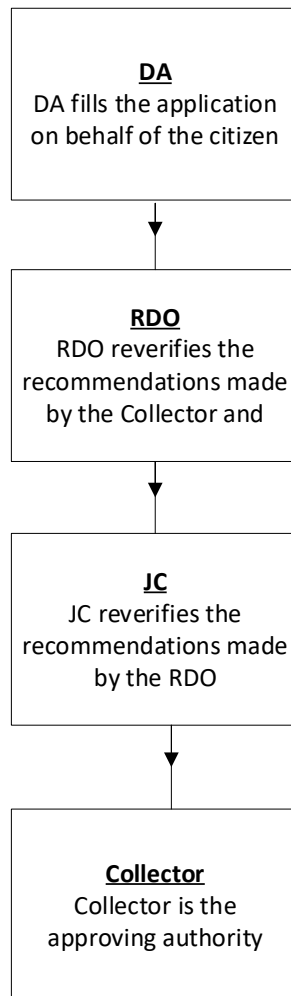 DA
DA fills the application
on behalf of the citizen
RDO
RDO reverifies the
recommendations made
by the Collector and
JC
JC reverifies the
recommendations made
by the RDO
Collector
Collector is the
approving authority